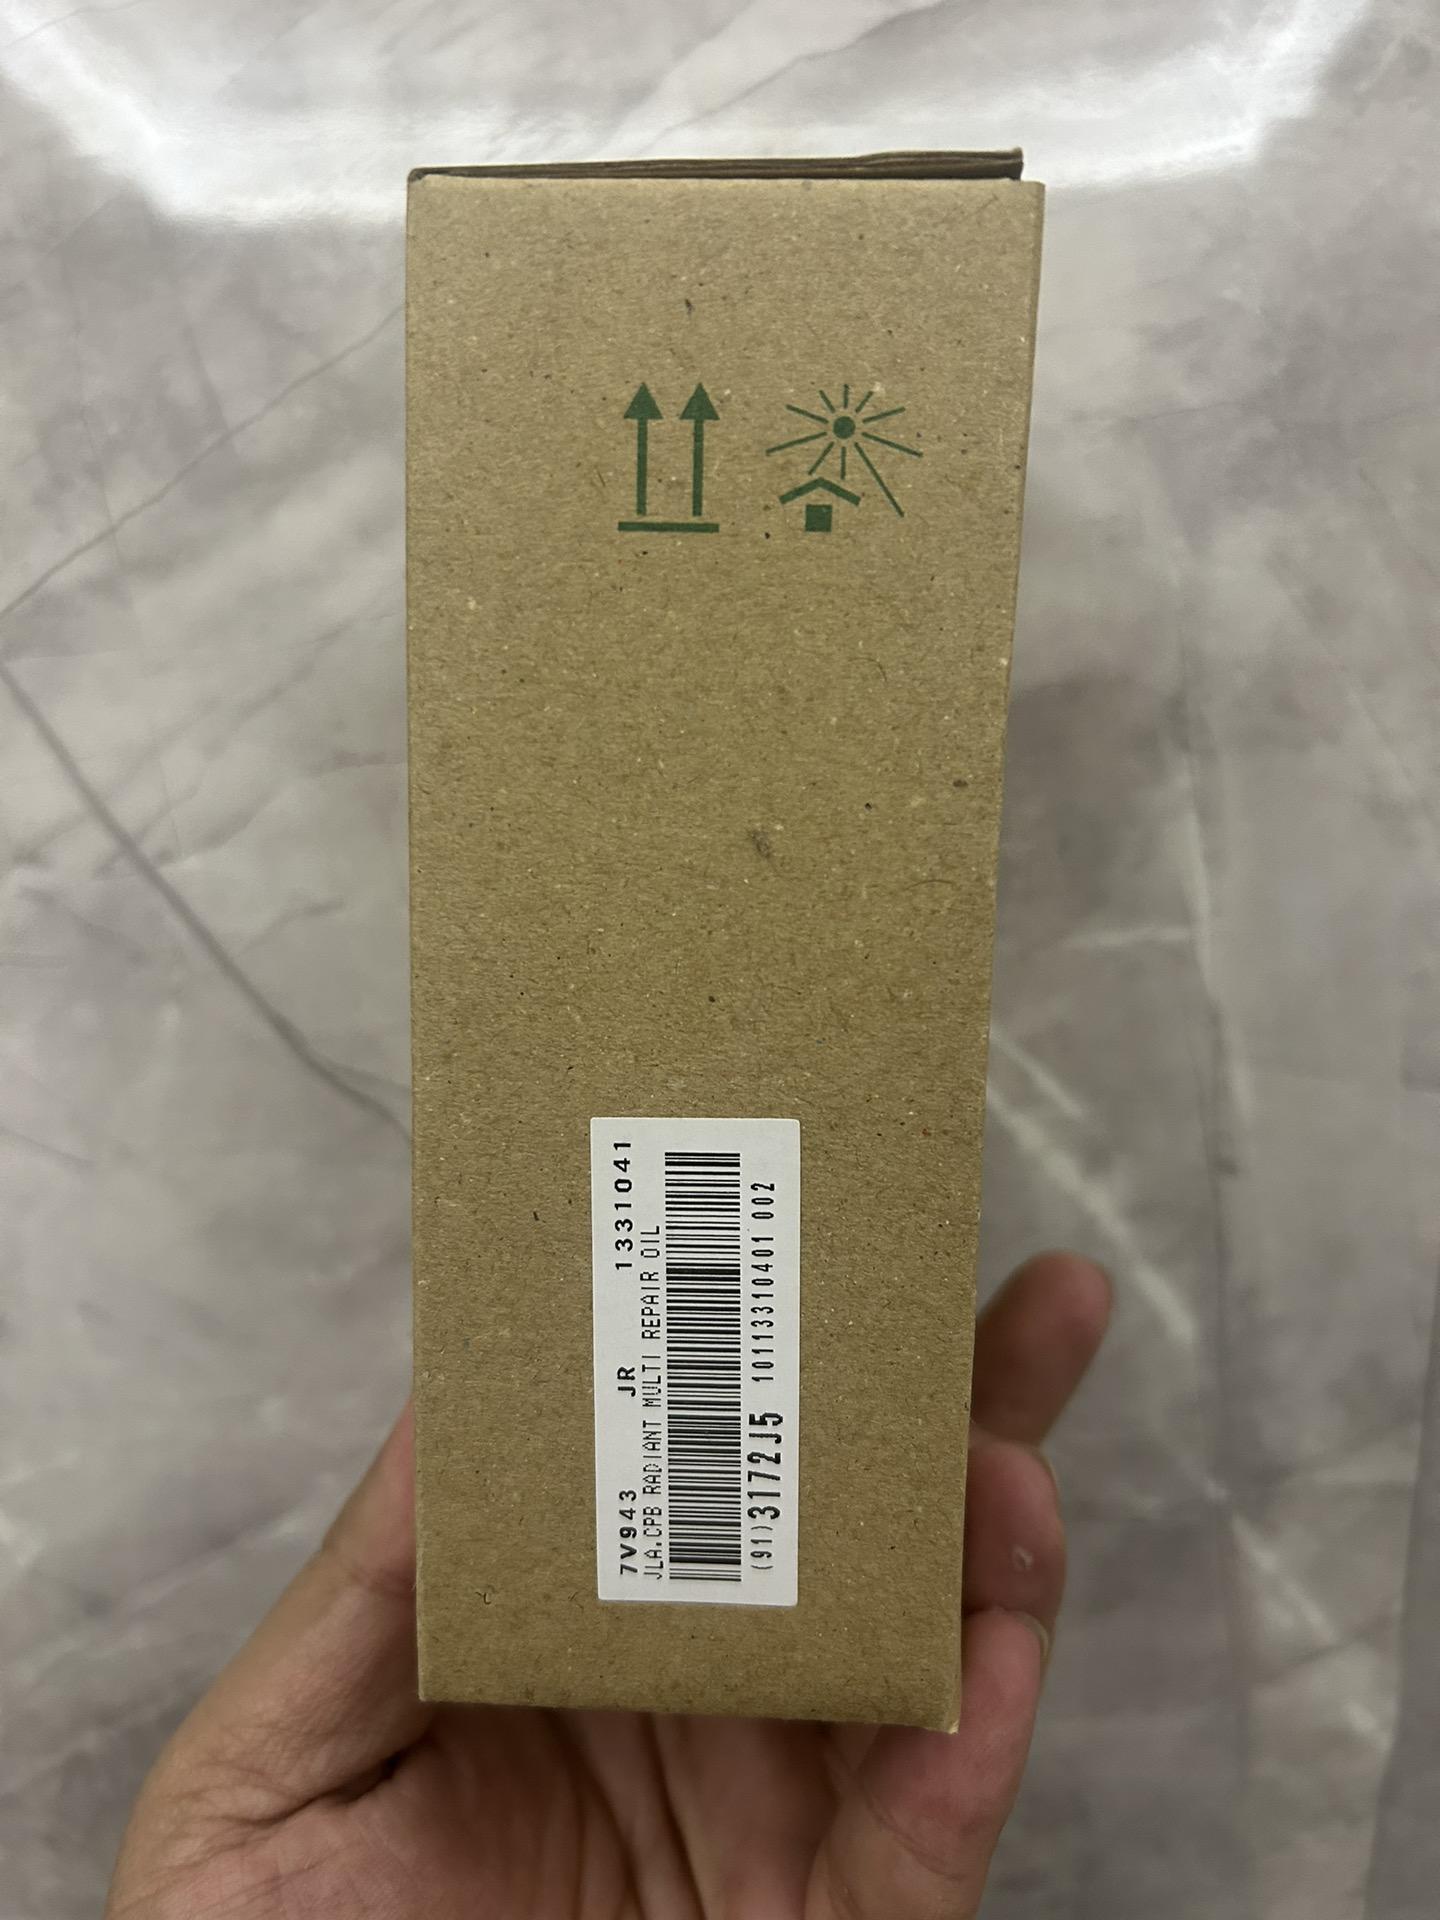 7V943 JR 1331041
JLA.CPB RADIANT MULTI REPAIR OIL
(91)3172J5 10113310401 002